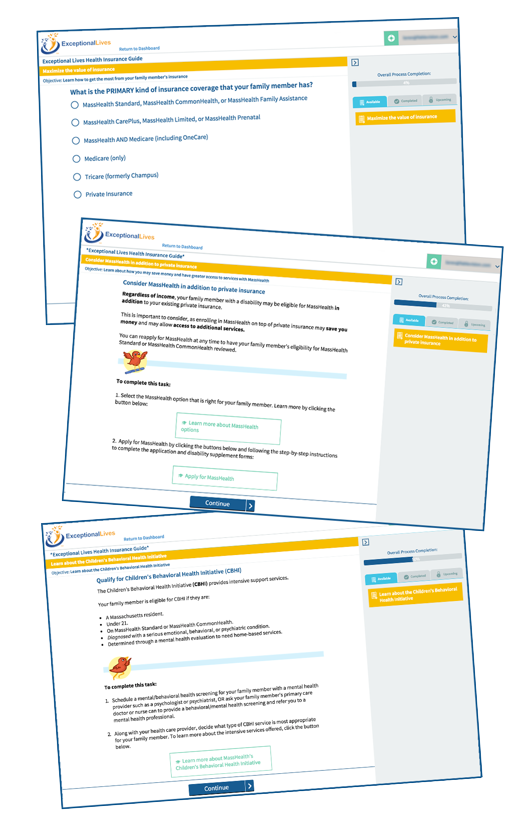 ExceptionalLives
Return to Dashboard
Exceptional Lives Health Insurance Guide
Maximize the value of insurance
Objective: Learn how to get the most from your family member's insurance
What is the PRIMARY kind of insurance coverage that your family member has?
MassHealth Standard, MassHealth CommonHealth, or MassHealth Family Assistance
MassHealth CarePlus, MassHealth Limited, or MassHealth Prenatal
MassHealth AND Medicare (including OneCare)
Medicare (only)
Tricare (formerly Champus)
Private Insurance
Overall Process Completion:
Available
Completed
Upcoming
Maximize the value of insurance
ExceptionalLives
Return to Dashboard
"Exceptional Lives Health Insurance Guide"
Consider MassHealth in addition to private insurance
Objective: Learn about how you may save money and have greater access to services with MassHealth
Consider MassHealth in addition to private insurance
Regardless of income, your family member with a disability may be eligible for MassHealth in
addition to your existing private insurance.
This is important to consider, as enrolling in MassHealth on top of private insurance may save you
money and may allow access to additional services.
You can reapply for MassHealth at any time to have your family member's eligibility for MassHealth
Standard or MassHealth CommonHealth reviewed.
To complete this task:
1. Select the MassHealth option that is right for your family member. Learn more by clicking the
button below:
Learn more about MassHealth
options
2. Apply for MassHealth by clicking the buttons below and following the step-by-step instructions
to complete the application and disability supplement forms:
Apply for MassHealth
Continue
Overall Process Completion:
Available
Completed
Upcoming
Consider MassHealth in addition to
private insurance
ExceptionalLives
Return to Dashboard
"Exceptional Lives Health Insurance Guide"
Learn about the Children's Behavioral Health Initiative
Objective: Learn about the Children's Behavioral Health Initiative
Qualify for Children's Behavioral Health Initiative (CBHI)
The Children's Behavioral Health Initiative (CBHI) provides intensive support services.
Your family member is eligible for CBHI if they are:
• A Massachusetts resident.
• Under 21.
• On MassHealth Standard or MassHealth CommonHealth.
• Diagnosed with a serious emotional, behavioral, or psychiatric condition.
• Determined through a mental health evaluation to need home-based services.
To complete this task:
1. Schedule a mental/behavioral health screening for your family member with a mental health
provider such as a psychologist or psychiatrist, OR ask your family member's primary care
doctor or nurse can to provide a behavioral/mental health screening and refer you to a
mental health professional.
2. Along with your health care provider, decide what type of CBHI service is most appropriate
for your family member. To learn more about the intensive services offered, click the button
below.
Learn more about MassHealth's
Children's Behavioral Health Initiative
Continue
Overall Process Completion:
Available
Completed
Upcoming
Learn about the Children's Behavioral
Health Initiative